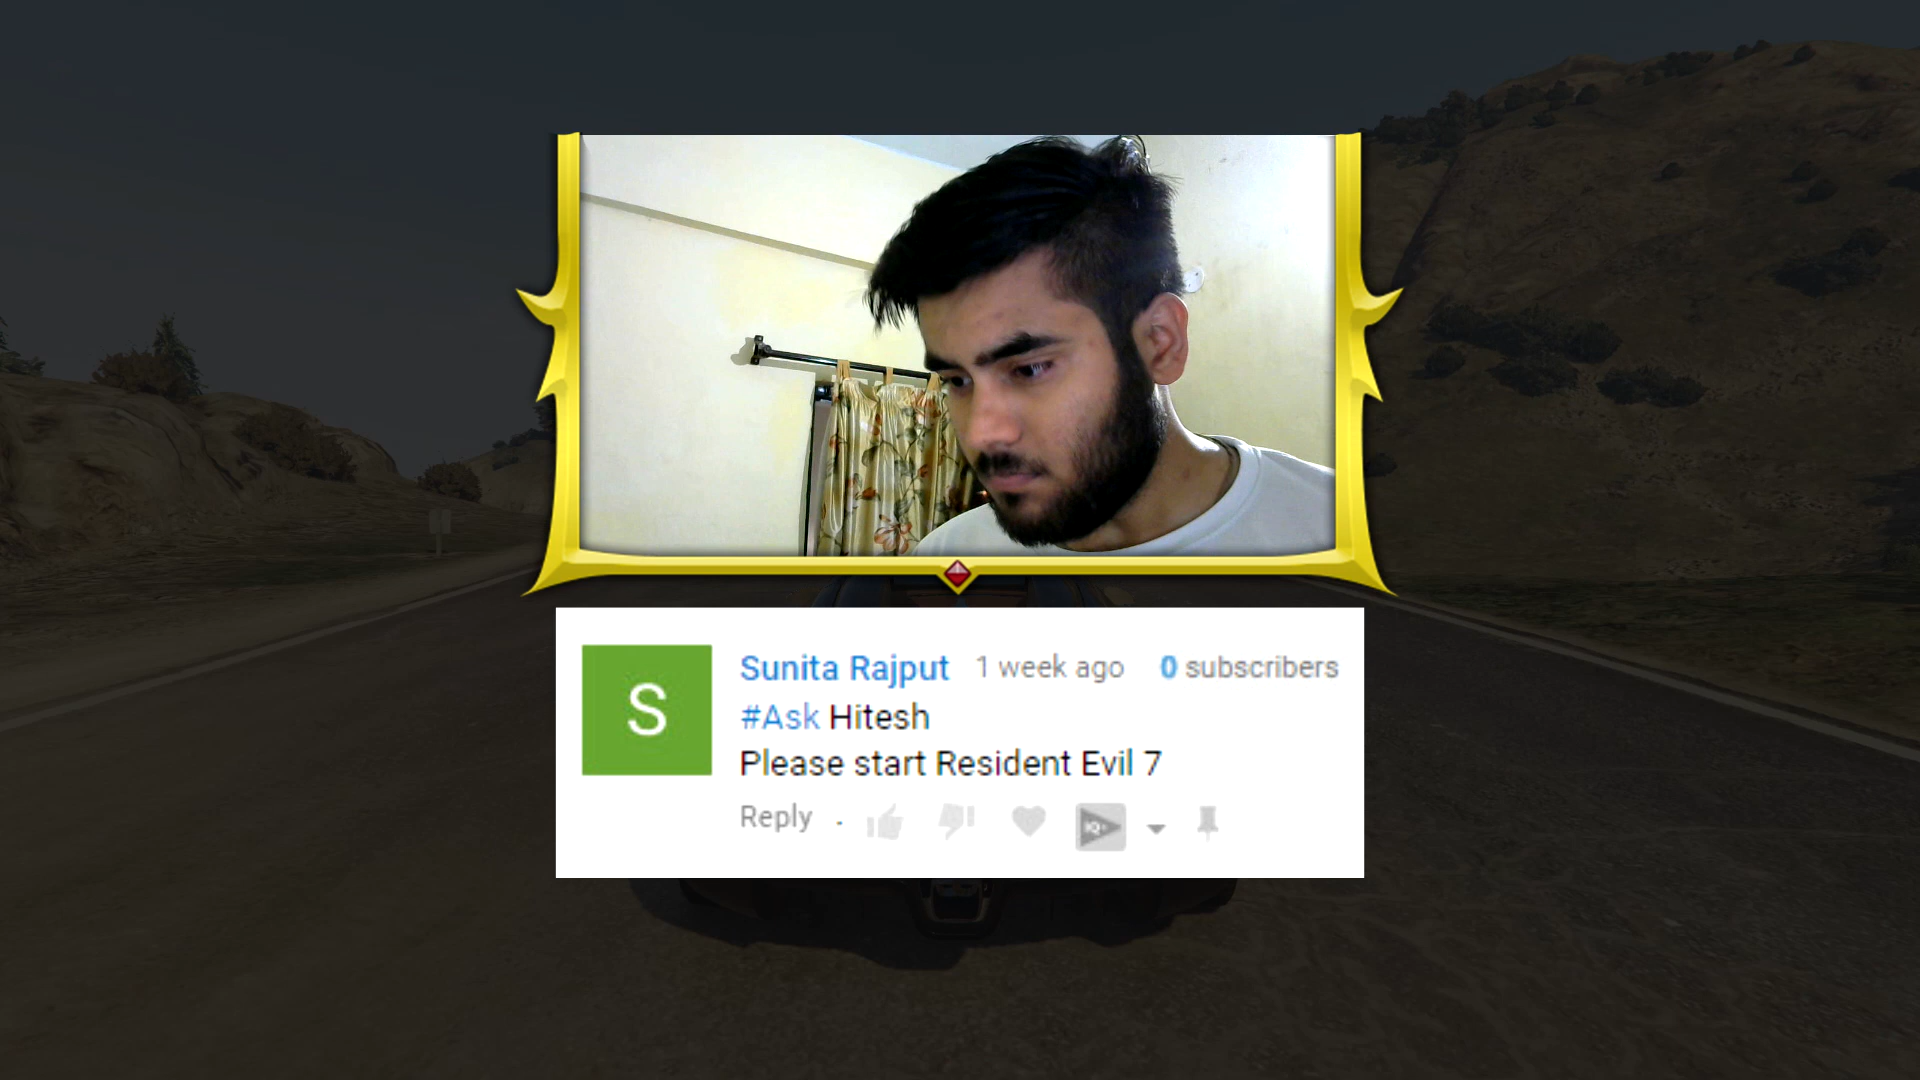 S
Sunita Rajput 1 week ago 0 subscribers
#Ask Hitesh
Please start Resident Evil 7
Reply